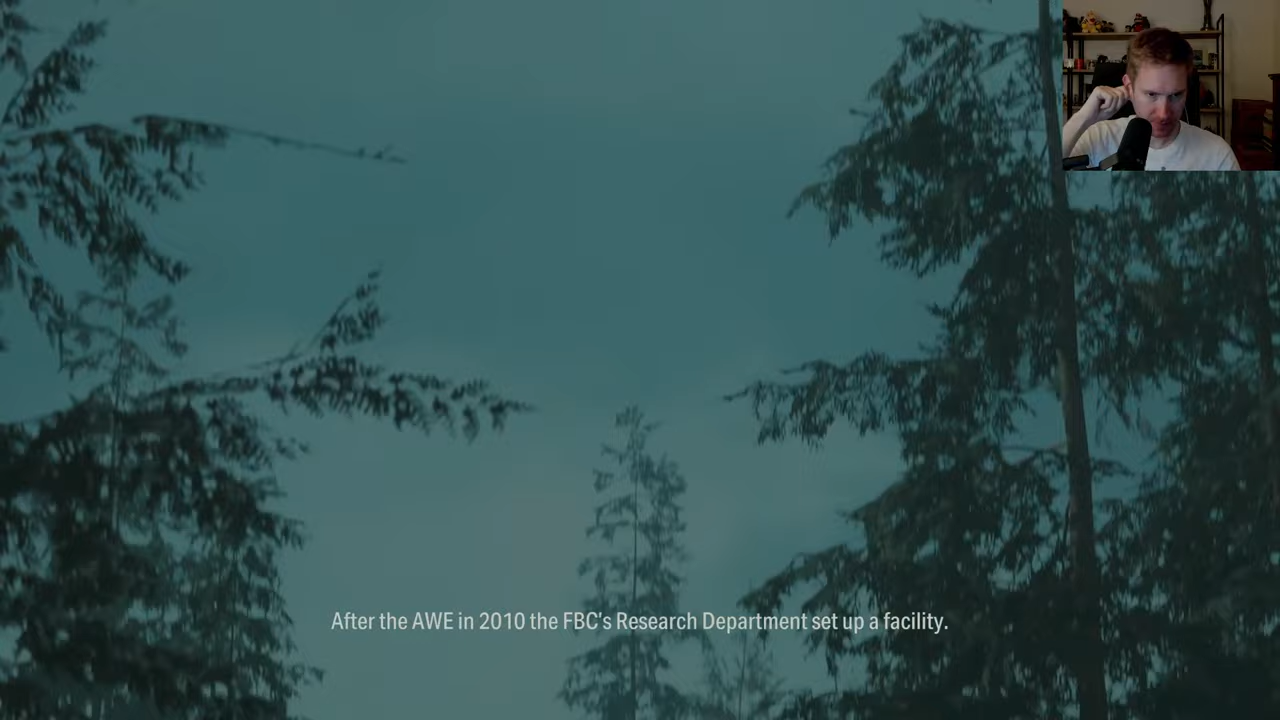 After the AWE in 2010 the FBC's Research Department set up a facility.